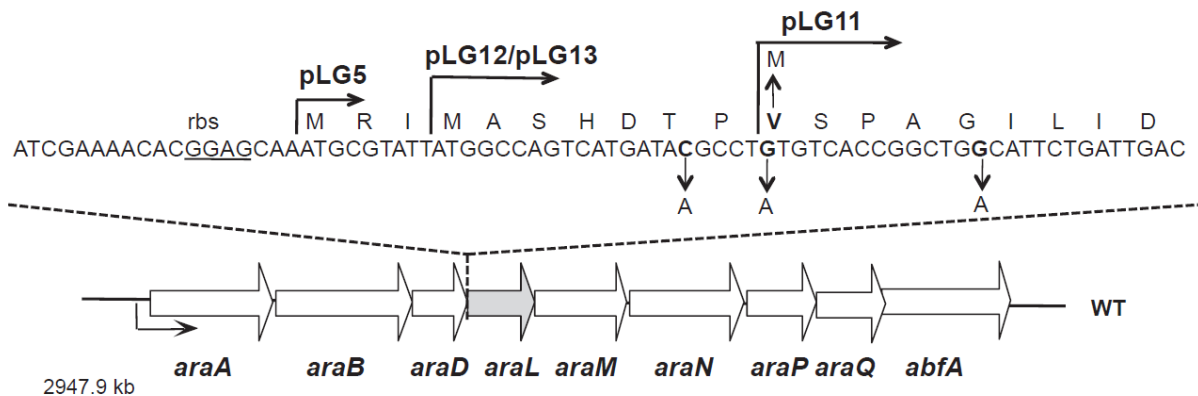 pLG11
pLG12/pLG13
M
pLG5
rbs M R I M A S H D T P V S P A G I L I D
ATCGAAAACACGGAGCAAATGCGTATTATGGCCAGTCATGATACGCCTGTGTCACCGGCTGGCATTCTGATTGAC
A A A
WT
araA araB araD araL araM araN araP araQ abfA
2947.9 kb